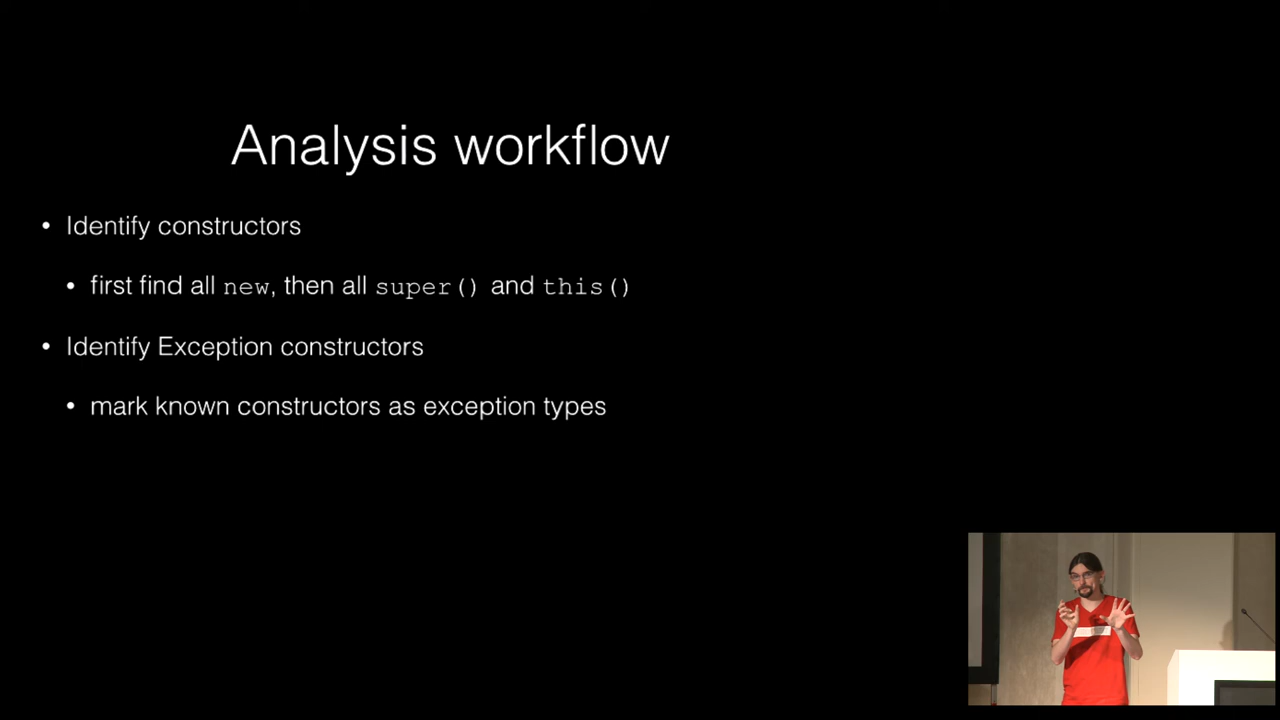 Analysis workflow
• Identify constructors
• first find all new, then all super() and this()
• Identify Exception constructors
• mark known constructors as exception types